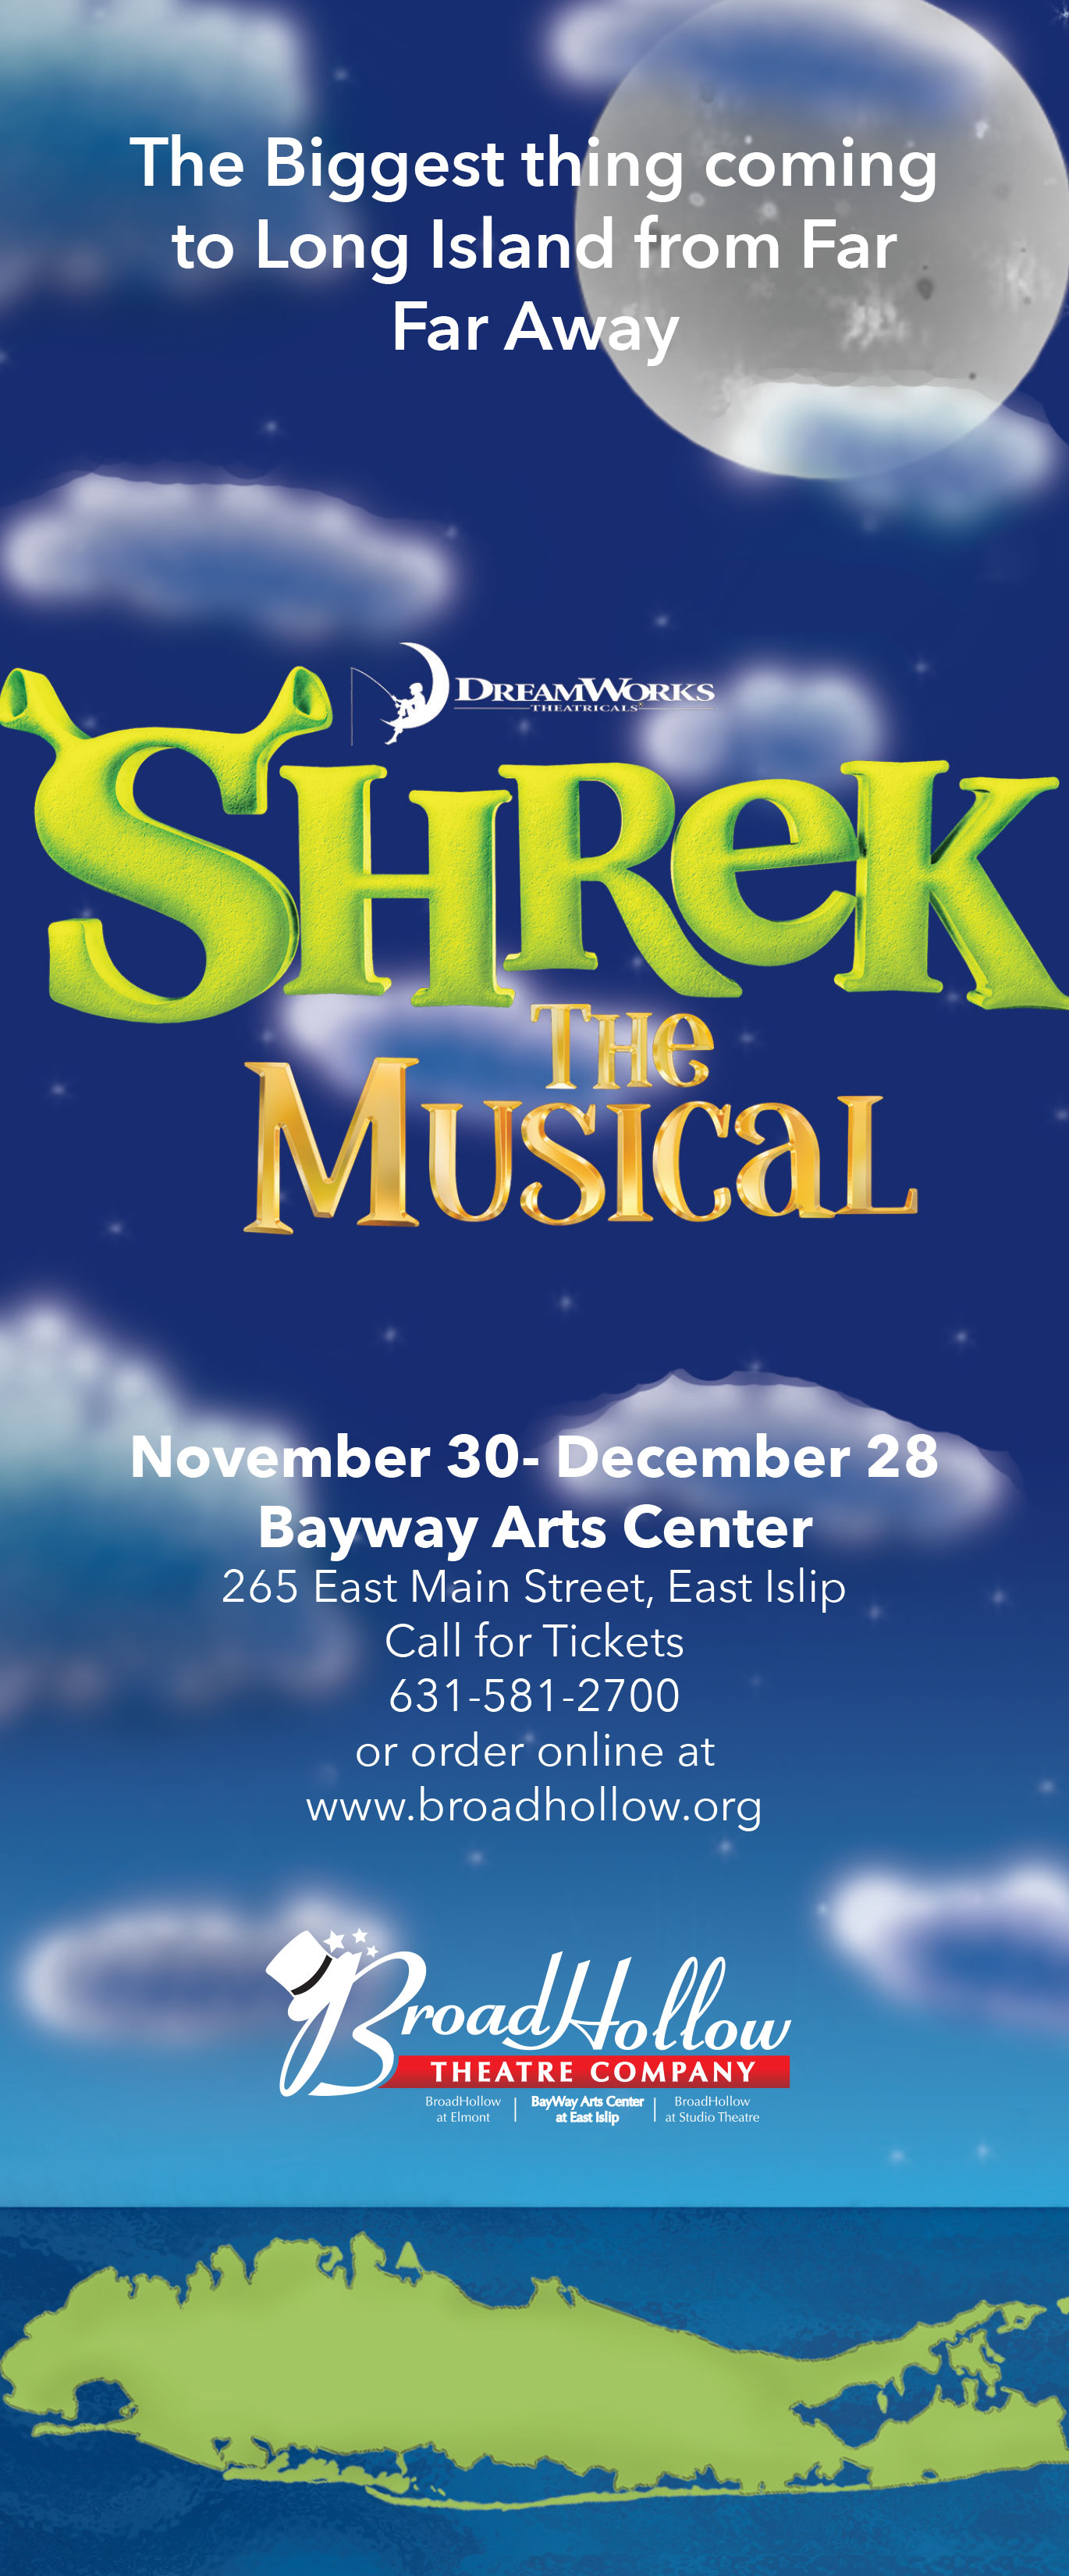 The Biggest thing coming
to Long Island from Far
Far Away
DREAMWORKS
THEATRICALS
SHReK
THe
MUSICaL
November 30- December 28
Bayway Arts Center
265 East Main Street, East Islip
Call for Tickets
631-581-2700
or order online at
www.broadhollow.org
BroadHollow
THEATRE COMPANY
BroadHollow
at Elmont
BayWay Arts Center
at East Islip
BroadHollow
at Studio Theatre